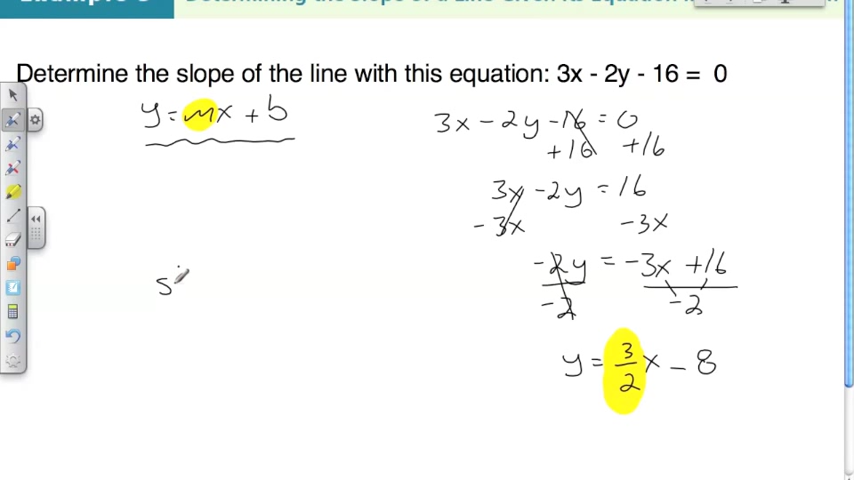 Determine the slope of the line with this equation: 3x - 2y - 16 = 0
y = mx + b
3x - 2y - 16 = 0
+16 +16
3x - 2y = 16
-3x -3x
-2y = -3x + 16
-2 -2
y = 3/2 x - 8
s